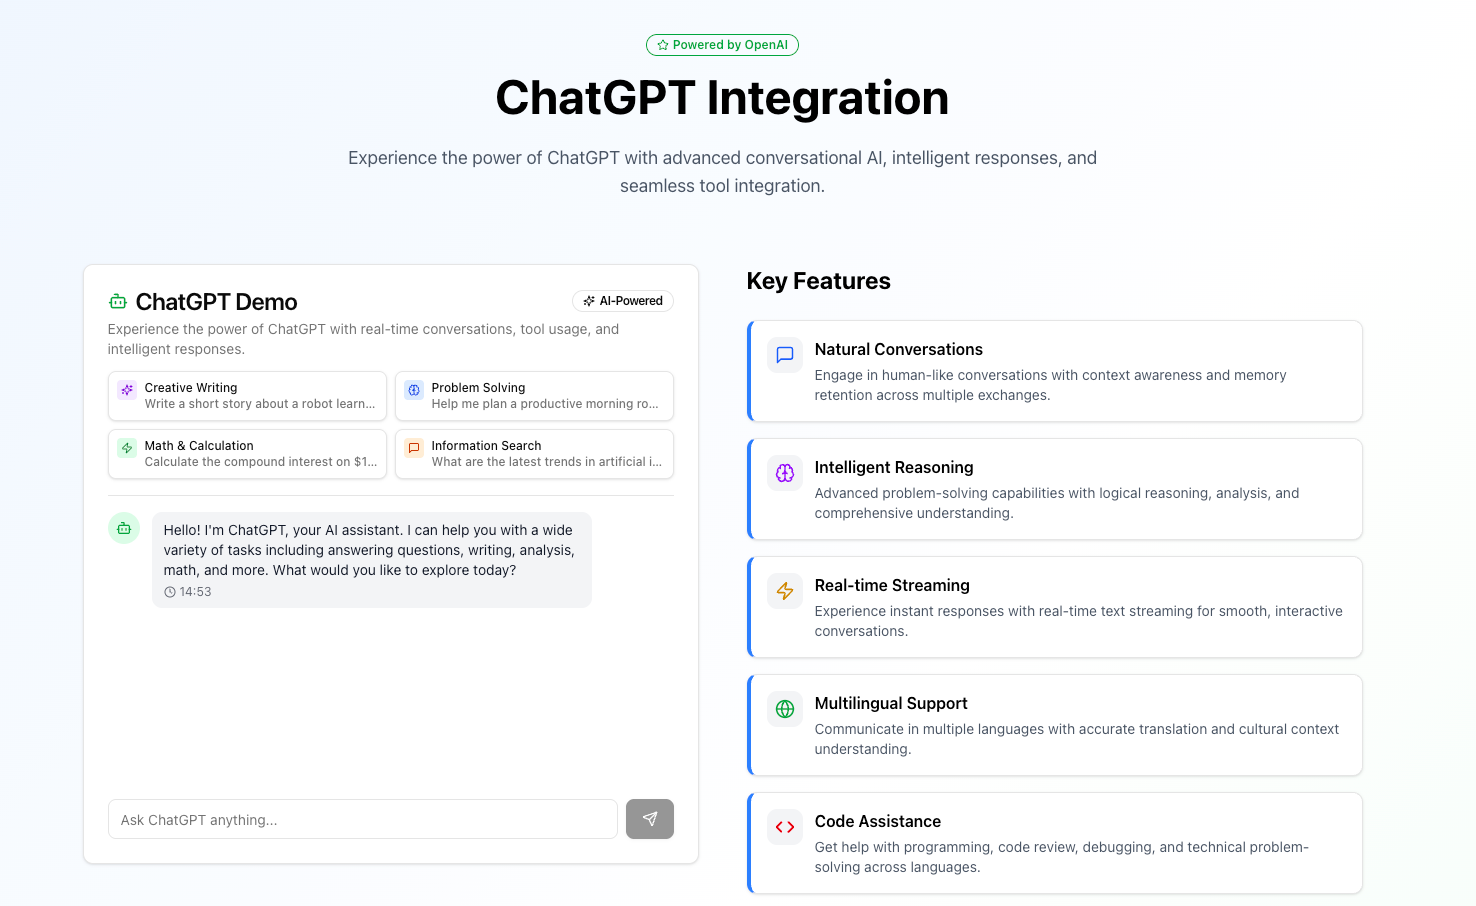 Powered by OpenAI
ChatGPT Integration
Experience the power of ChatGPT with advanced conversational AI, intelligent responses, and
seamless tool integration.
ChatGPT Demo
AI-Powered
Experience the power of ChatGPT with real-time conversations, tool usage, and
intelligent responses.
Creative Writing
Write a short story about a robot learn...
Problem Solving
Help me plan a productive morning ro...
Math & Calculation
Calculate the compound interest on $1...
Information Search
What are the latest trends in artificial i...
Hello! I'm ChatGPT, your AI assistant. I can help you with a wide
variety of tasks including answering questions, writing, analysis,
math, and more. What would you like to explore today?
14:53
Ask ChatGPT anything...
Key Features
Natural Conversations
Engage in human-like conversations with context awareness and memory
retention across multiple exchanges.
Intelligent Reasoning
Advanced problem-solving capabilities with logical reasoning, analysis, and
comprehensive understanding.
Real-time Streaming
Experience instant responses with real-time text streaming for smooth, interactive
conversations.
Multilingual Support
Communicate in multiple languages with accurate translation and cultural context
understanding.
Code Assistance
Get help with programming, code review, debugging, and technical problem-
solving across languages.